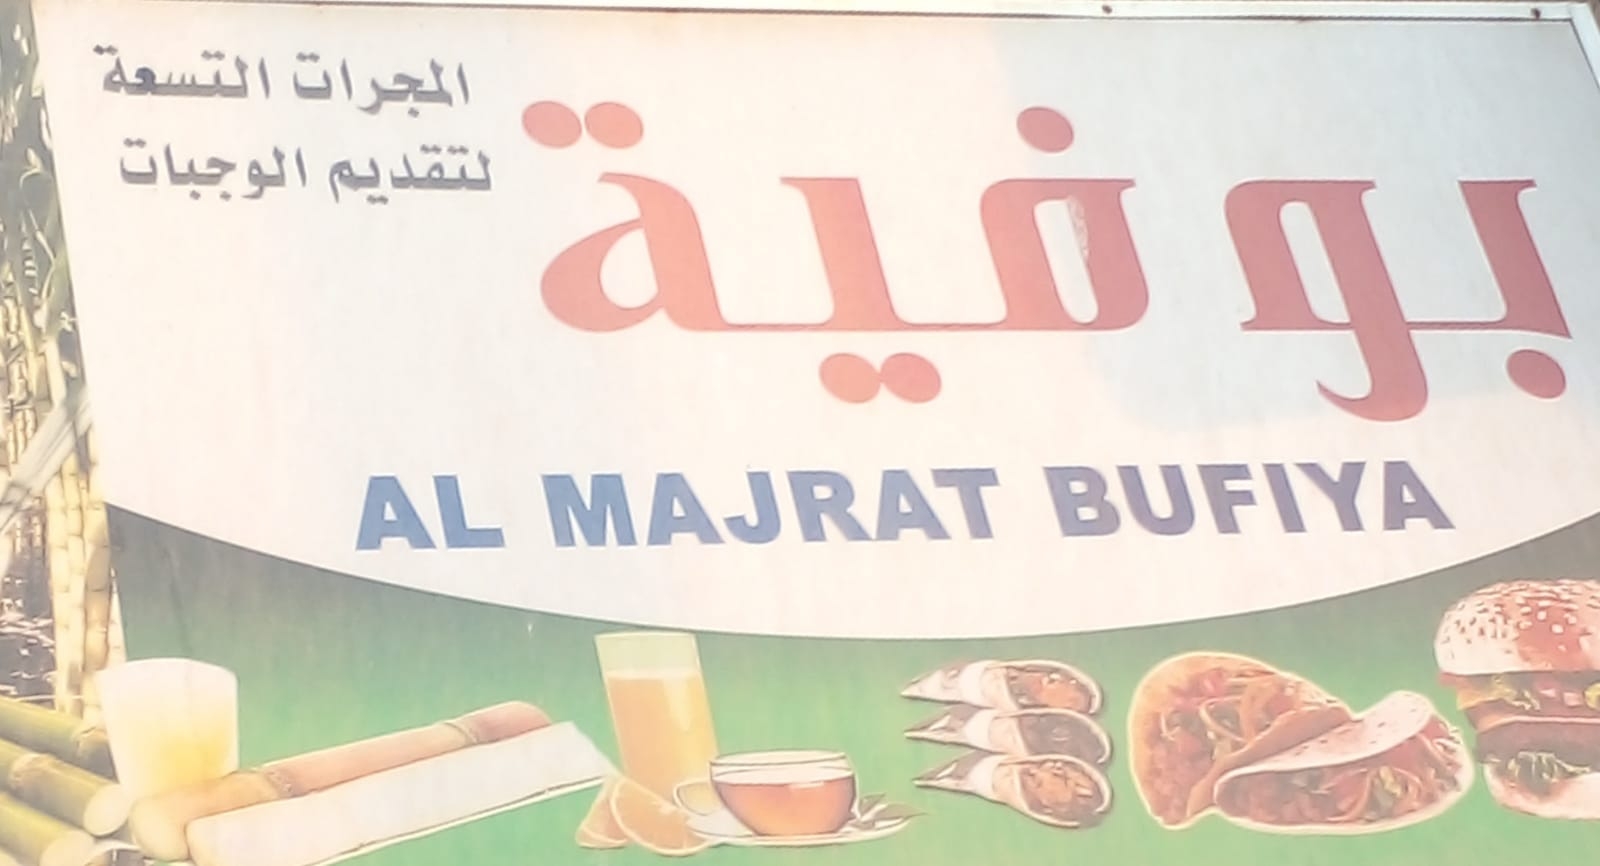 المجرات التسعة
لتقديم الوجبات
بوفية
AL MAJRAT BUFIYA